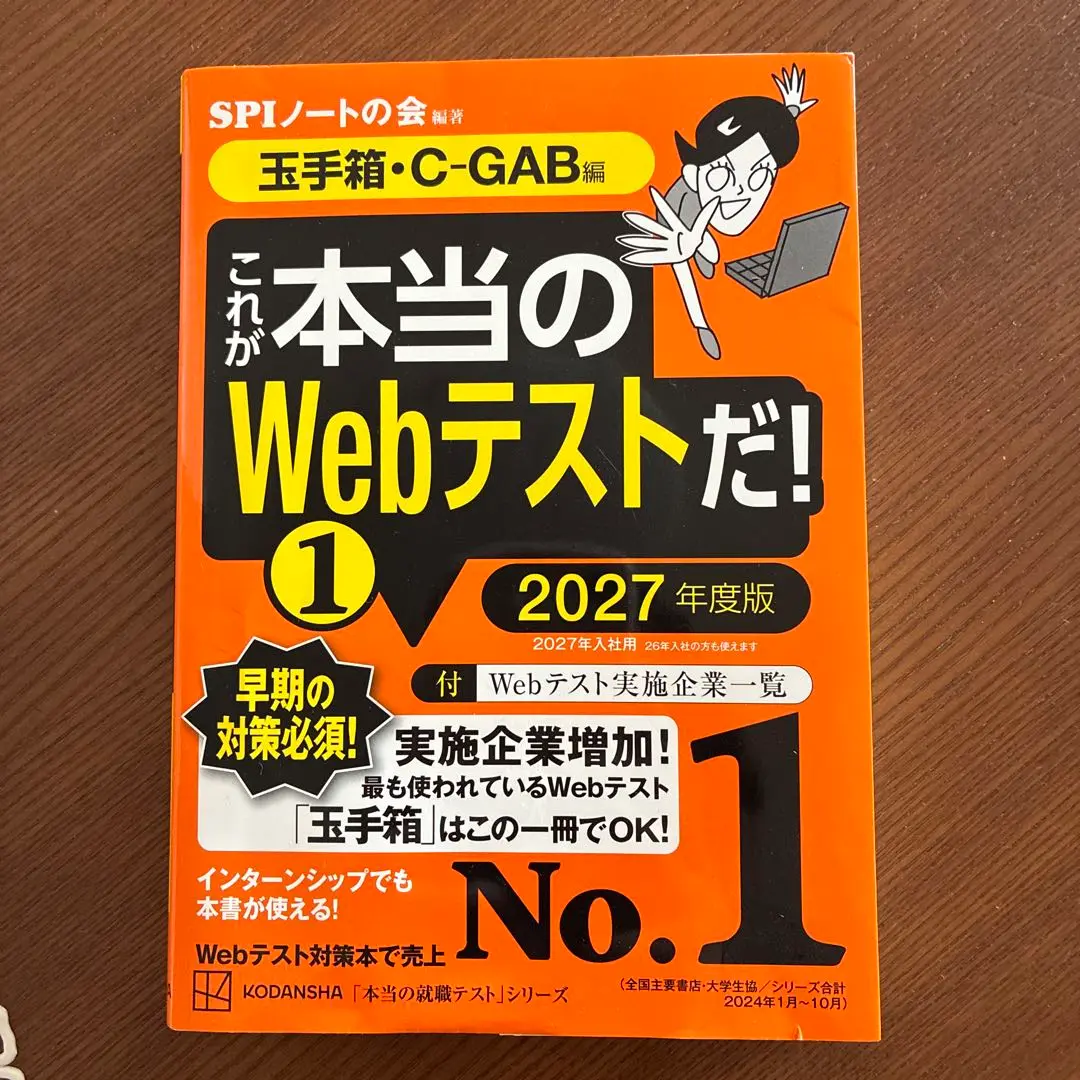 SPIノートの会 編著
玉手箱・C-GAB編
これが
本当の
Webテストだ!
1
2027年度版
2027年入社用 26年入社の方も使えます
付 Webテスト実施企業一覧
早期の
対策必須!
実施企業増加!
最も使われているWebテスト
「玉手箱」はこの一冊でOK!
インターンシップでも
本書が使える!
Webテスト対策本で売上
No.1
KODANSHA「本当の就職テスト」シリーズ
(全国主要書店・大学生協/シリーズ合計
2024年1月~10月)